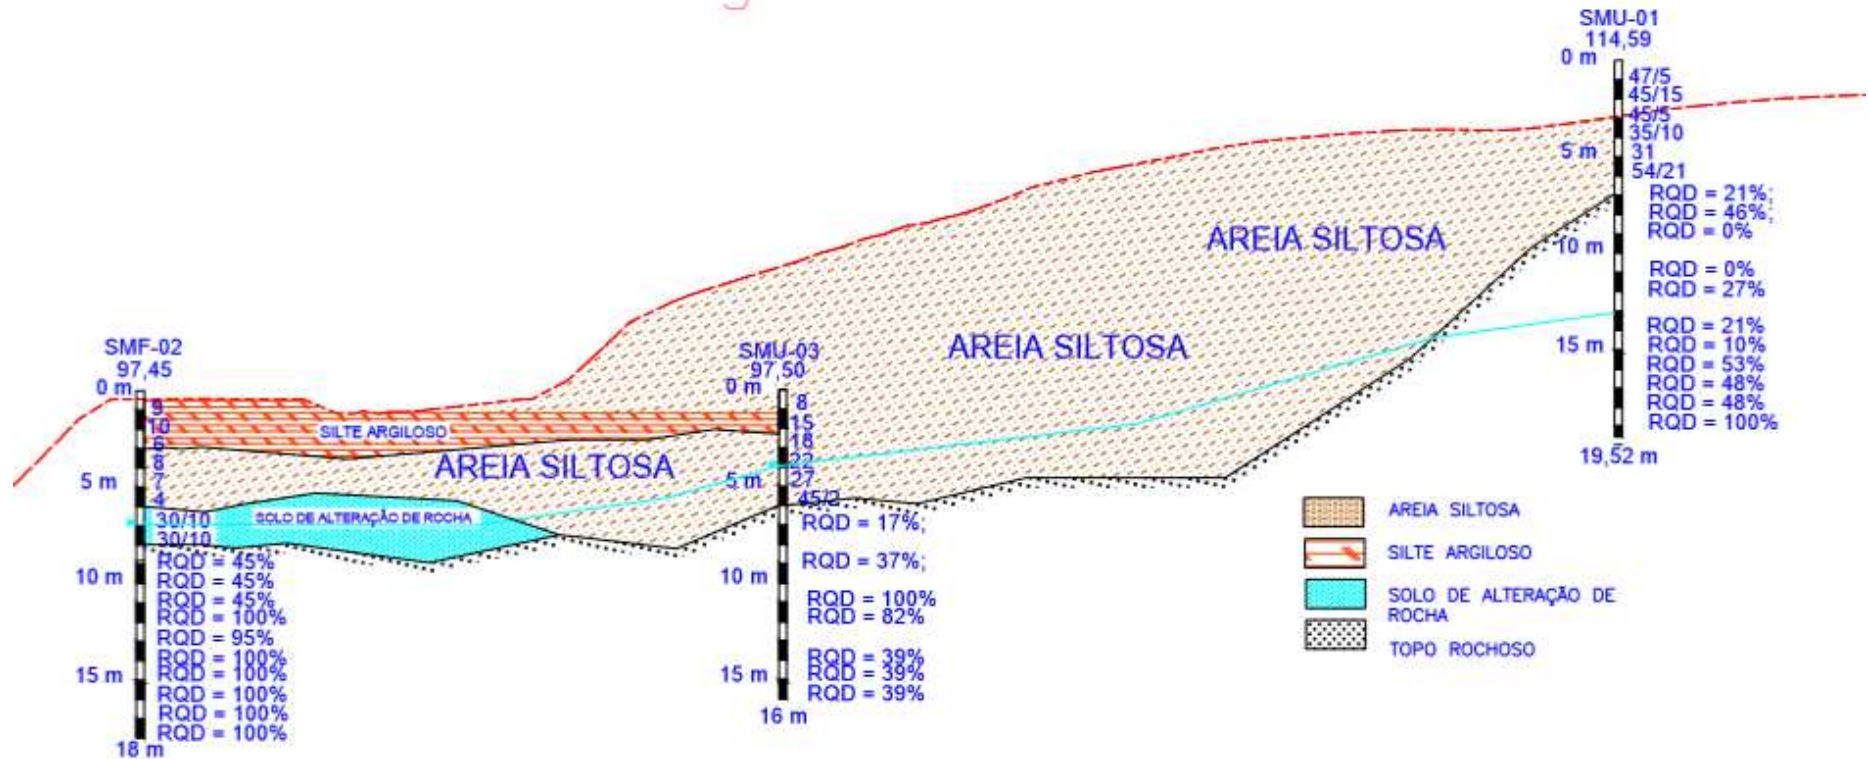 SMU-01
114,59
0 m
47/5
45/15
45/5
35/10
5 m
31
54/21
RQD = 21%;
RQD = 46%;
RQD = 0%
10 m
RQD = 0%
RQD = 27%
RQD = 21%
15 m
RQD = 10%
RQD = 53%
RQD = 48%
RQD = 48%
RQD = 100%
19,52 m
AREIA SILTOSA
AREIA SILTOSA
SMF-02
97,45
0 m
9
10
6
8
5 m
7
4
30/10
30/10
RQD = 45%
10 m
RQD = 45%
RQD = 45%
RQD = 100%
RQD = 95%
RQD = 100%
15 m
RQD = 100%
RQD = 100%
RQD = 100%
RQD = 100%
18 m
SILTE ARGILOSO
AREIA SILTOSA
SOLO DE ALTERAÇÃO DE ROCHA
SMU-03
97,50
0 m
8
15
18
22
5 m
27
45/2
RQD = 17%;
RQD = 37%;
10 m
RQD = 100%
RQD = 82%
RQD = 39%
15 m
RQD = 39%
RQD = 39%
16 m
AREIA SILTOSA
SILTE ARGILOSO
SOLO DE ALTERAÇÃO DE
ROCHA
TOPO ROCHOSO